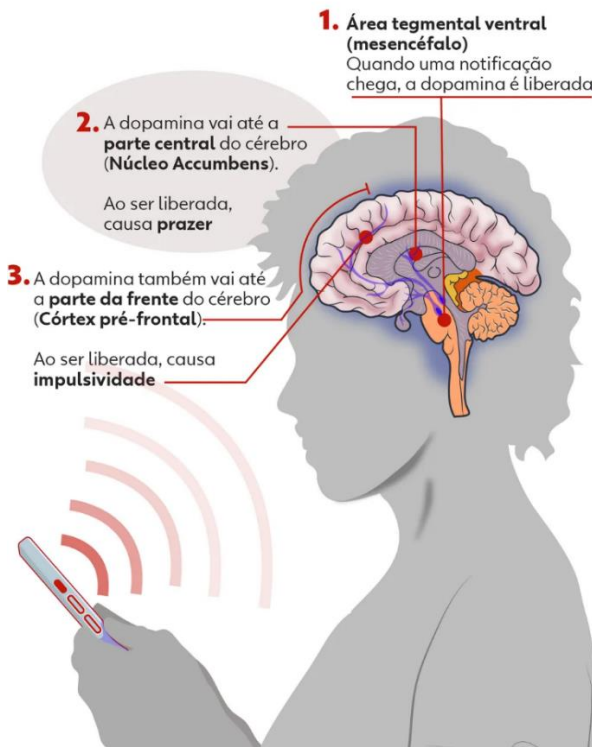 1. Área tegmental ventral
(mesencéfalo)
Quando uma notificação
chega, a dopamina é liberada
2. A dopamina vai até a
parte central do cérebro
(Núcleo Accumbens).
Ao ser liberada,
causa prazer
3. A dopamina também vai até
a parte da frente do cérebro
(Córtex pré-frontal).
Ao ser liberada, causa
impulsividade